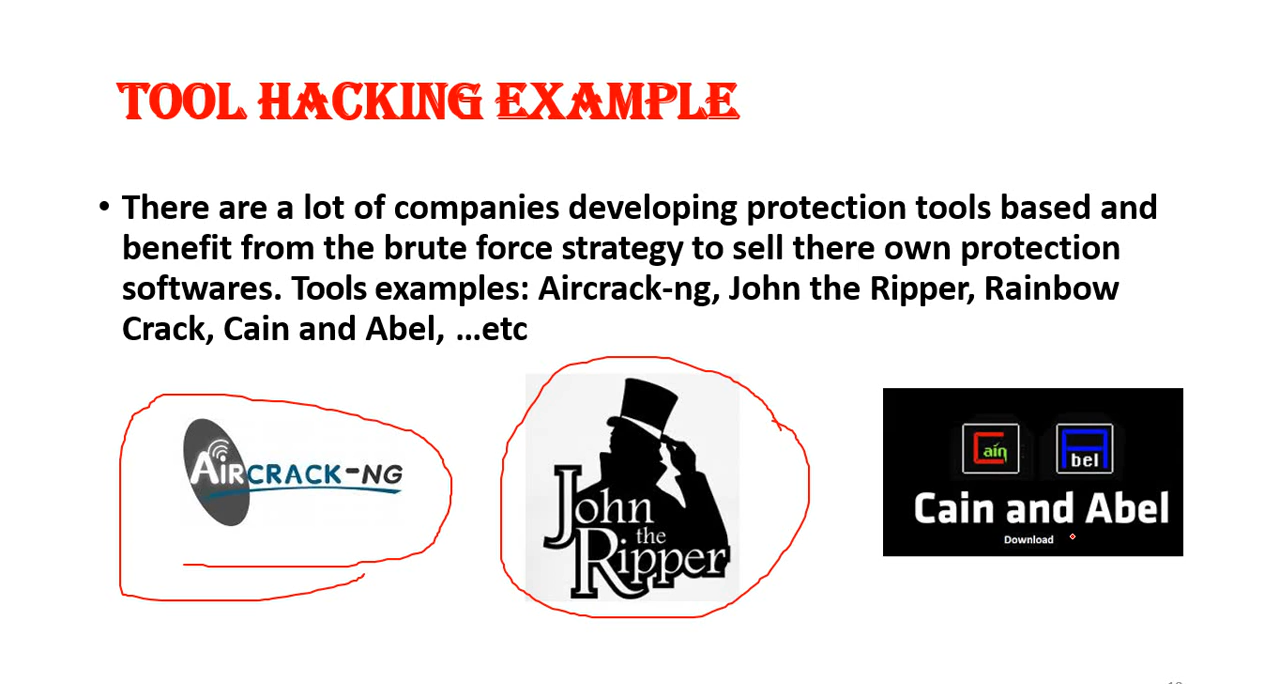 TOOL HACKING EXAMPLE
• There are a lot of companies developing protection tools based and
benefit from the brute force strategy to sell there own protection
softwares. Tools examples: Aircrack-ng, John the Ripper, Rainbow
Crack, Cain and Abel, ...etc
AIRCRACK-NG
John
the
Ripper
Cain Abel
Cain and Abel
Download